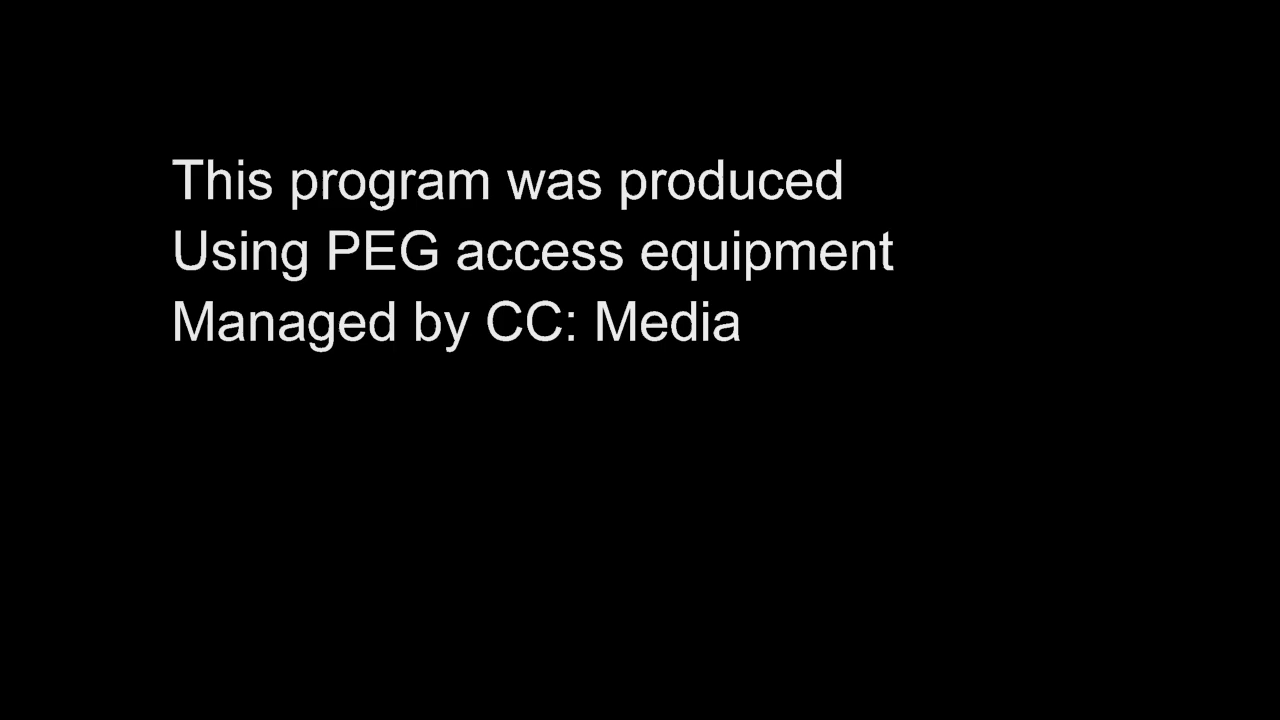 This program was produced
Using PEG access equipment
Managed by CC: Media